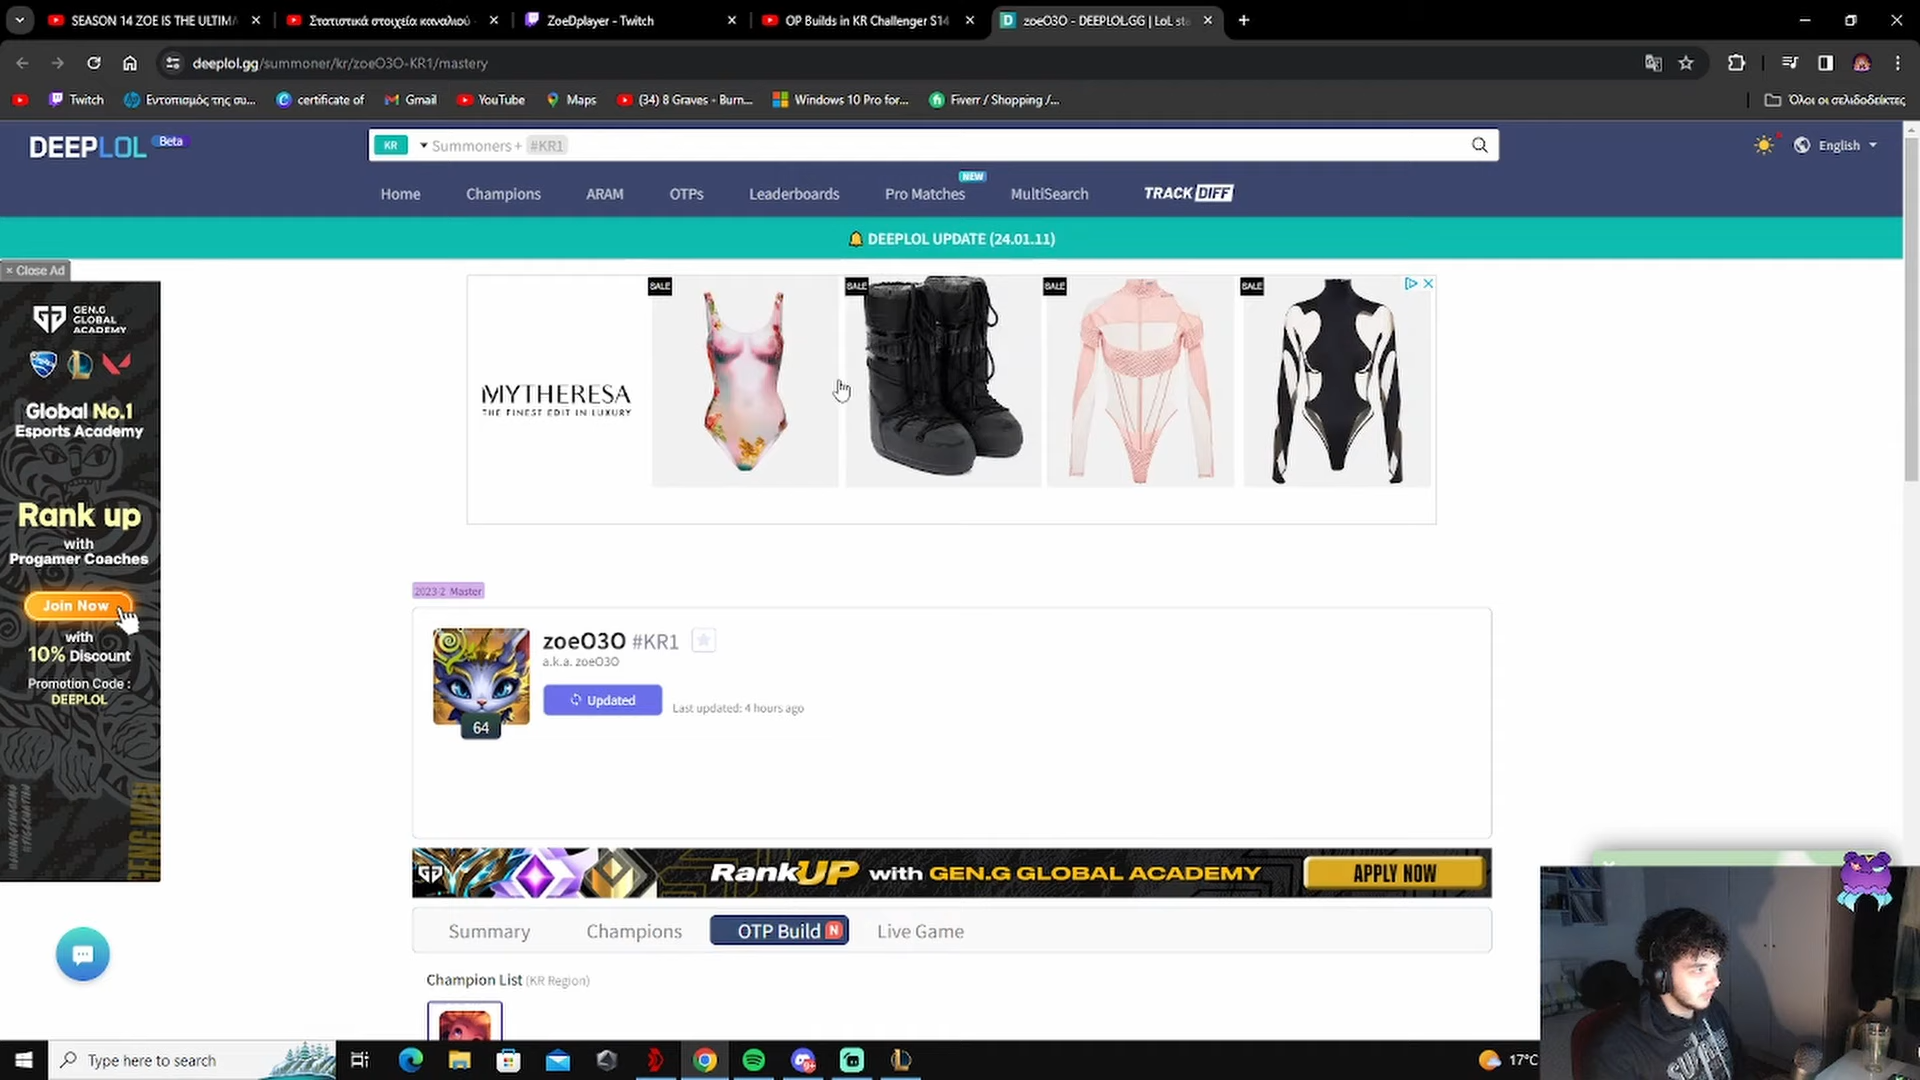 SEASON 14 ZOE IS THE ULTIM
Στατιστικά στοιχεία καναλιού
ZoeDplayer - Twitch
OP Builds in KR Challenger S14
zoeO3O - DEEPLOL.GG | LoL sta
deeplol.gg/summoner/kr/zoeO3O-KR1/mastery
Twitch
Εντοπισμός της συ...
certificate of
Gmail
YouTube
Maps
(34) 8 Graves - Burn...
Windows 10 Pro for...
Fiverr / Shopping /...
Όλοι οι σελιδοδείκτες
DEEPLOL
Beta
KR
Summoners +
#KR1
English
Home
Champions
ARAM
OTPs
Leaderboards
Pro Matches
NEW
MultiSearch
TRACK DIFF
DEEPLOL UPDATE (24.01.11)
× Close Ad
GEN.G
GLOBAL
ACADEMY
Global No.1
Esports Academy
Rank up
with
Progamer Coaches
Join Now
with
10% Discount
Promotion Code :
DEEPLOL
MYTHERESA
THE FINEST EDIT IN LUXURY
SALE
SALE
SALE
SALE
2023-2 Master
64
zoeO3O #KR1
a.k.a. zoeO3O
Updated
Last updated: 4 hours ago
RankUP with GEN.G GLOBAL ACADEMY
APPLY NOW
Summary
Champions
OTP Build N
Live Game
Champion List (KR Region)
Type here to search
17°C